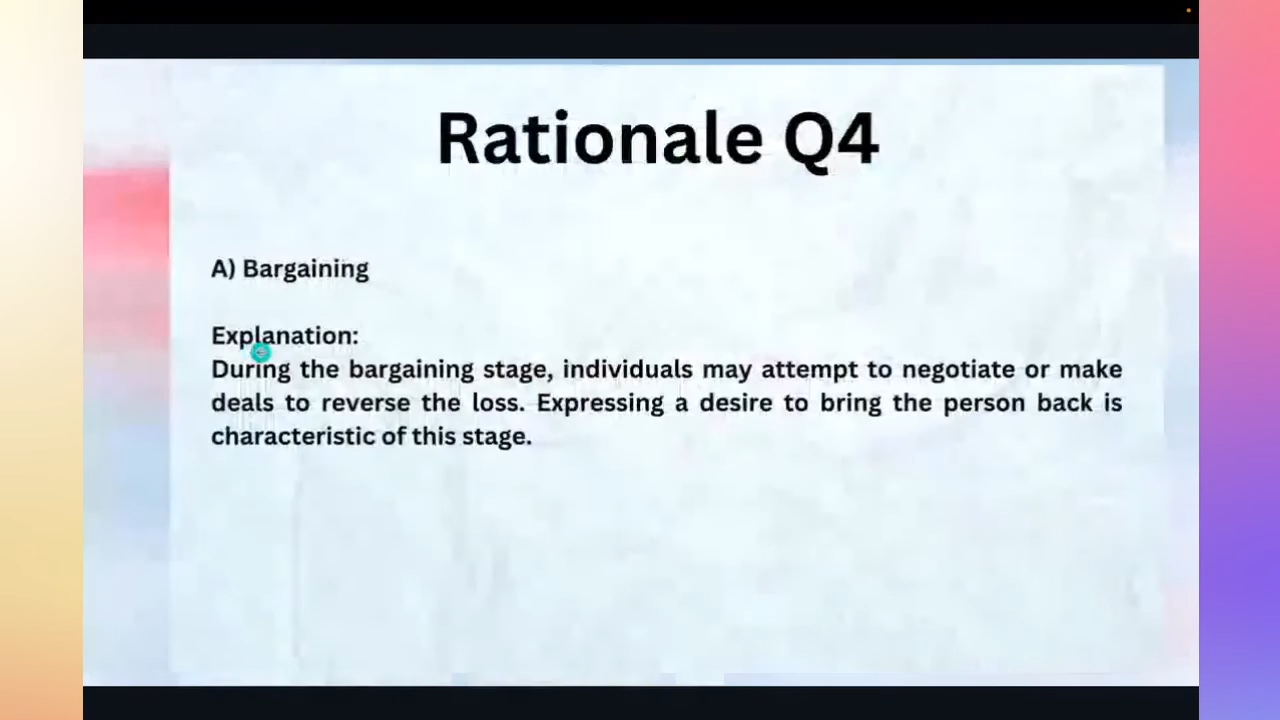 Rationale Q4
A) Bargaining
Explanation:
During the bargaining stage, individuals may attempt to negotiate or make
deals to reverse the loss. Expressing a desire to bring the person back is
characteristic of this stage.